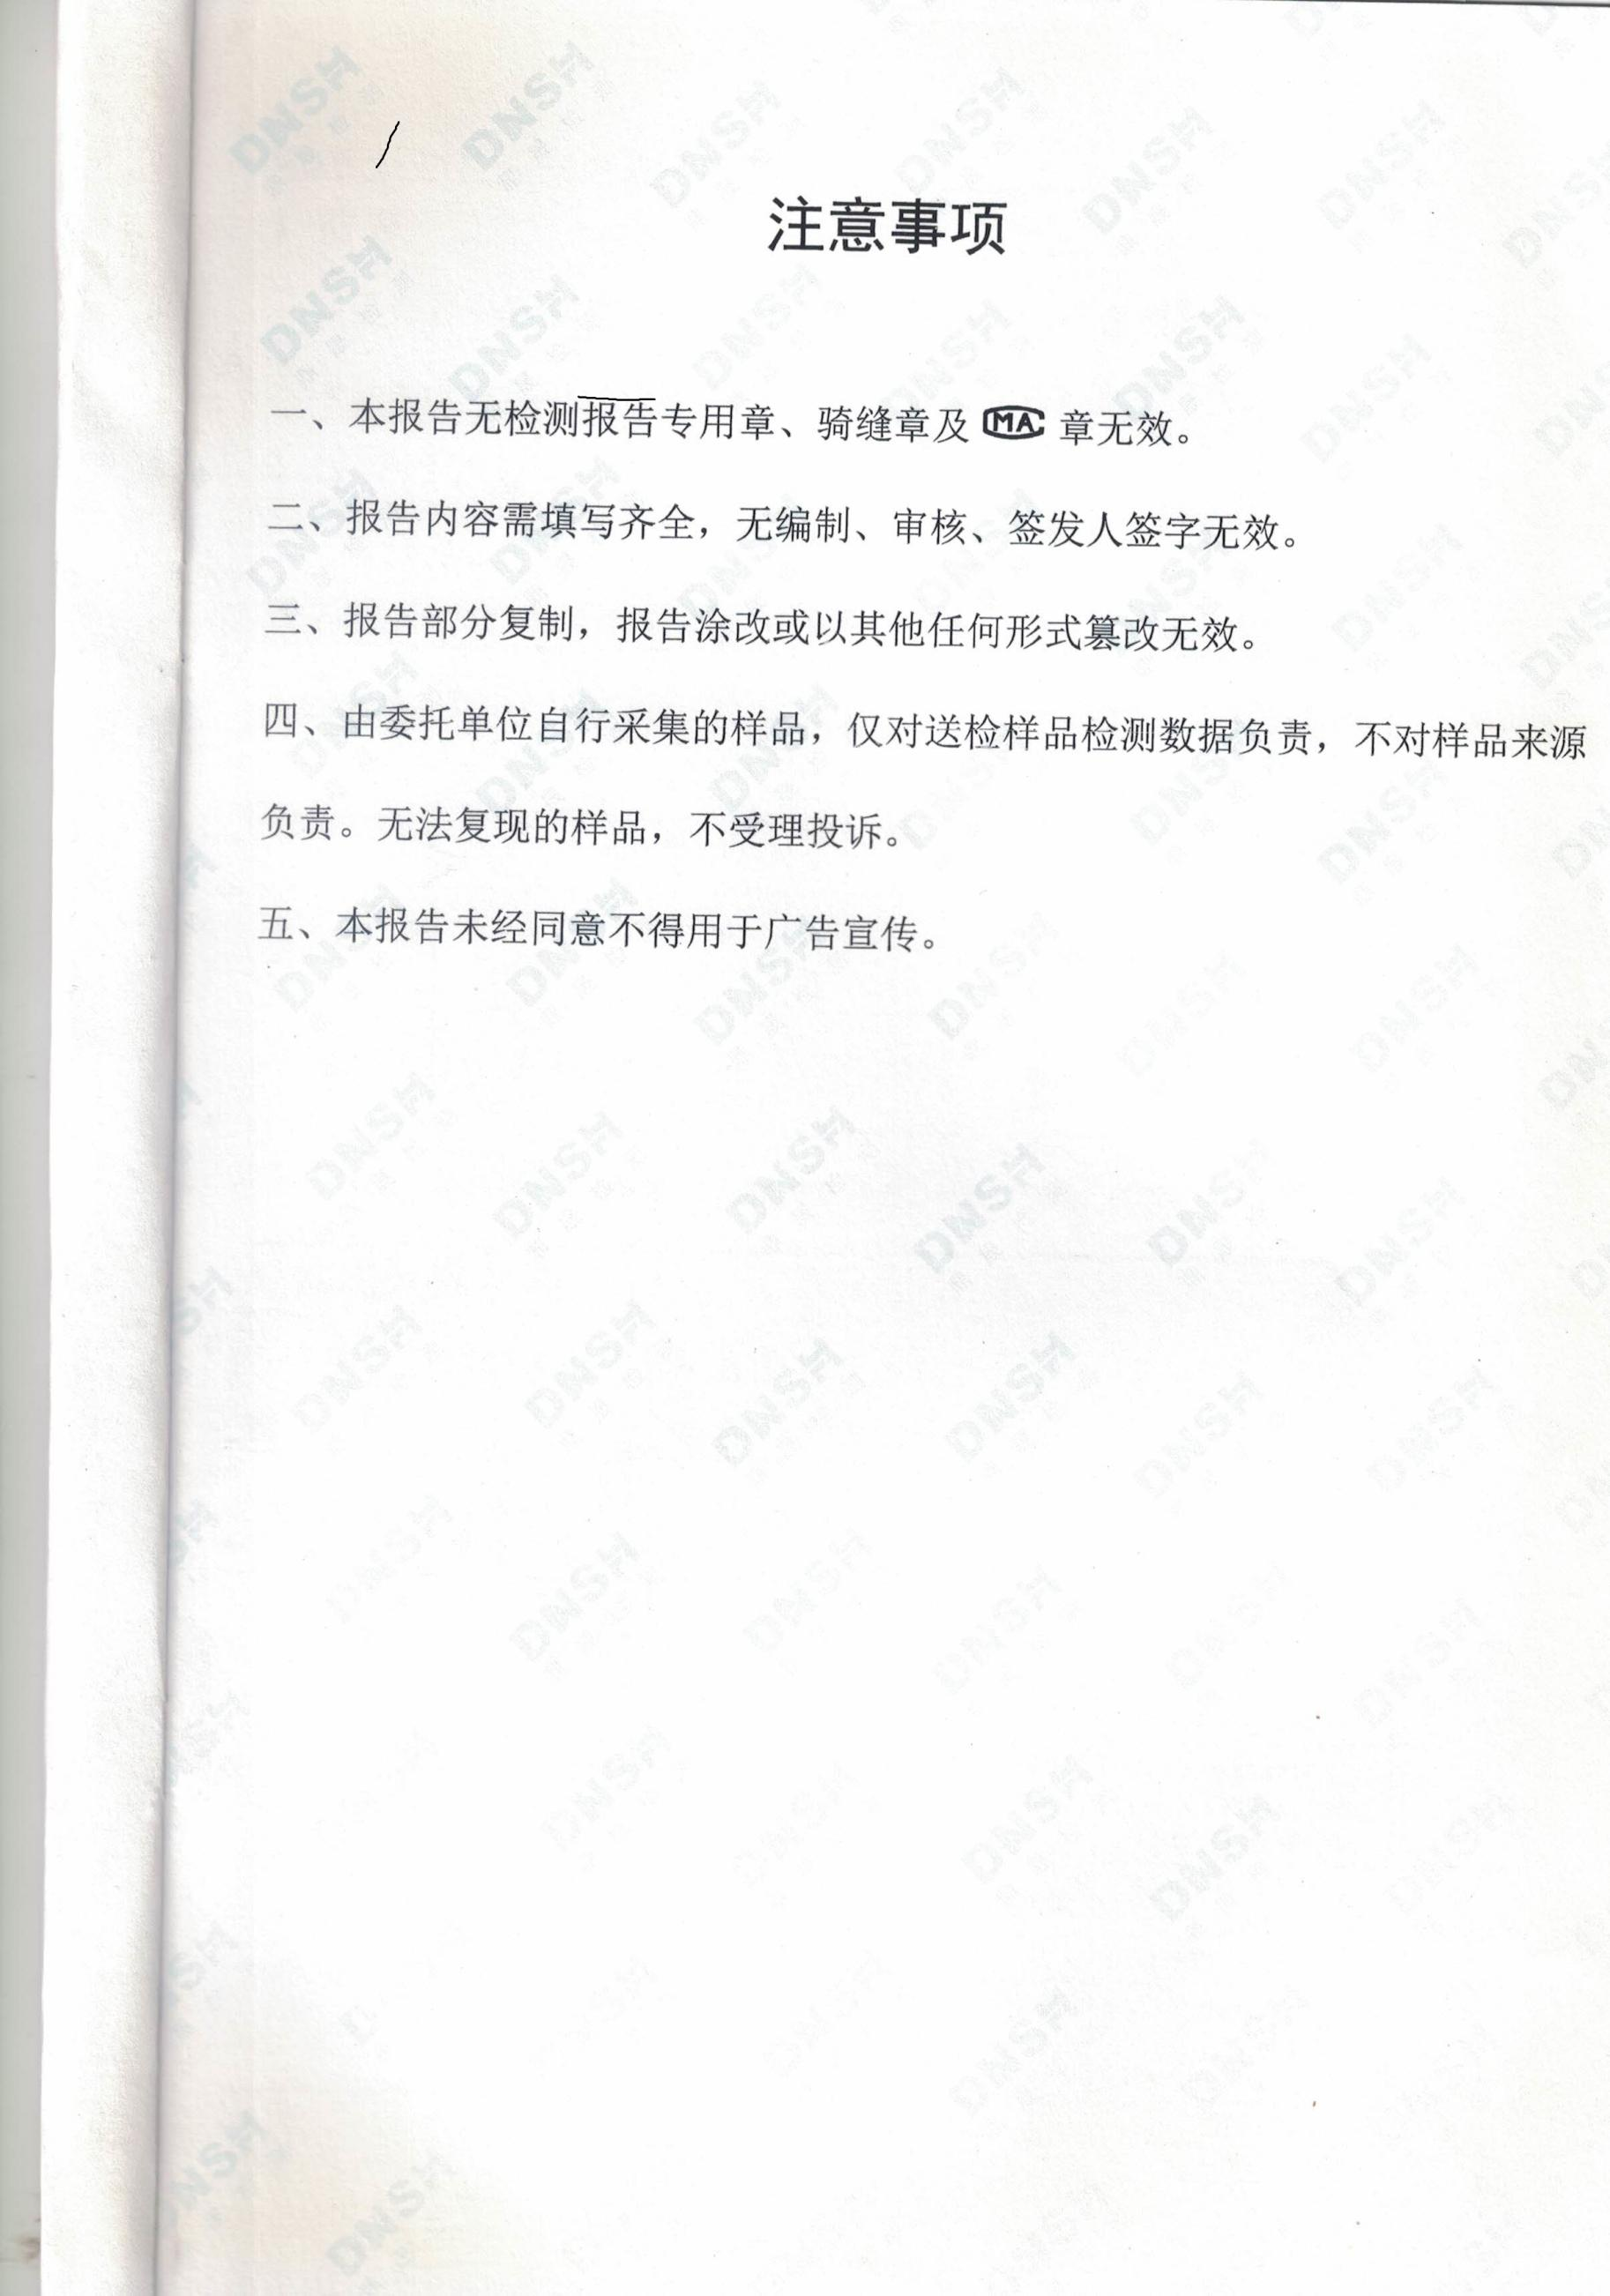 注意事项
一、本报告无检测报告专用章、骑缝章及 MA 章无效。
二、报告内容需填写齐全，无编制、审核、签发人签字无效。
三、报告部分复制，报告涂改或以其他任何形式篡改无效。
四、由委托单位自行采集的样品，仅对送检样品检测数据负责，不对样品来源
负责。无法复现的样品，不受理投诉。
五、本报告未经同意不得用于广告宣传。
DNSH